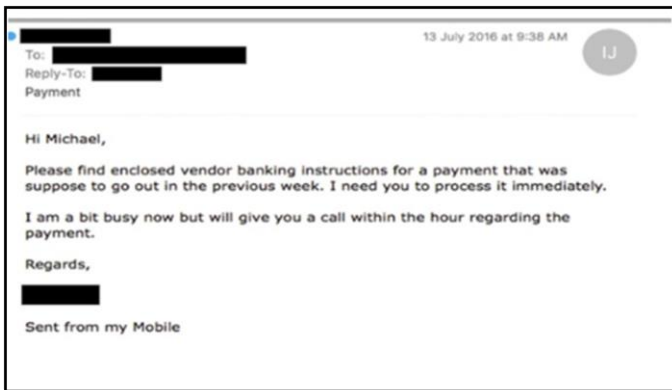 13 July 2016 at 9:38 AM
IJ
To:
Reply-To:
Payment
Hi Michael,
Please find enclosed vendor banking instructions for a payment that was
suppose to go out in the previous week. I need you to process it immediately.
I am a bit busy now but will give you a call within the hour regarding the
payment.
Regards,
Sent from my Mobile